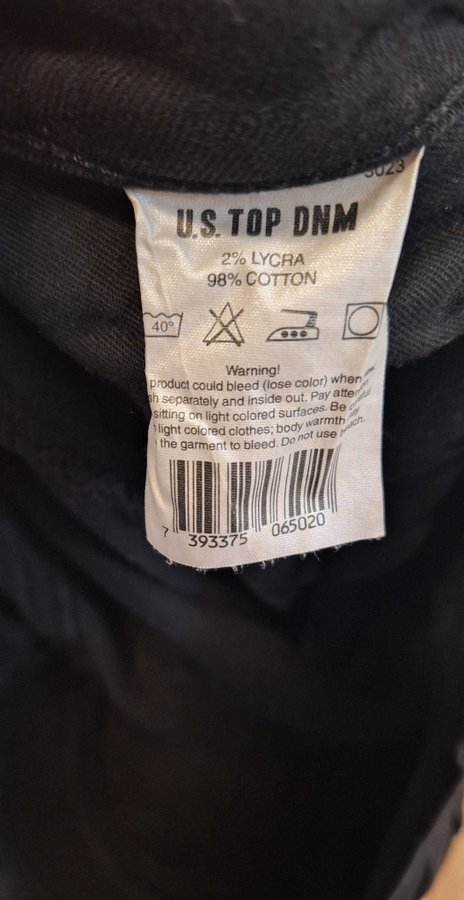 3023
U.S. TOP DNM
2% LYCRA
98% COTTON
40°
Warning!
product could bleed (lose color) when
separately and inside out. Pay attention
sitting on light colored surfaces. Be careful
light colored clothes; body warmth
the garment to bleed. Do not use
7 393375 065020